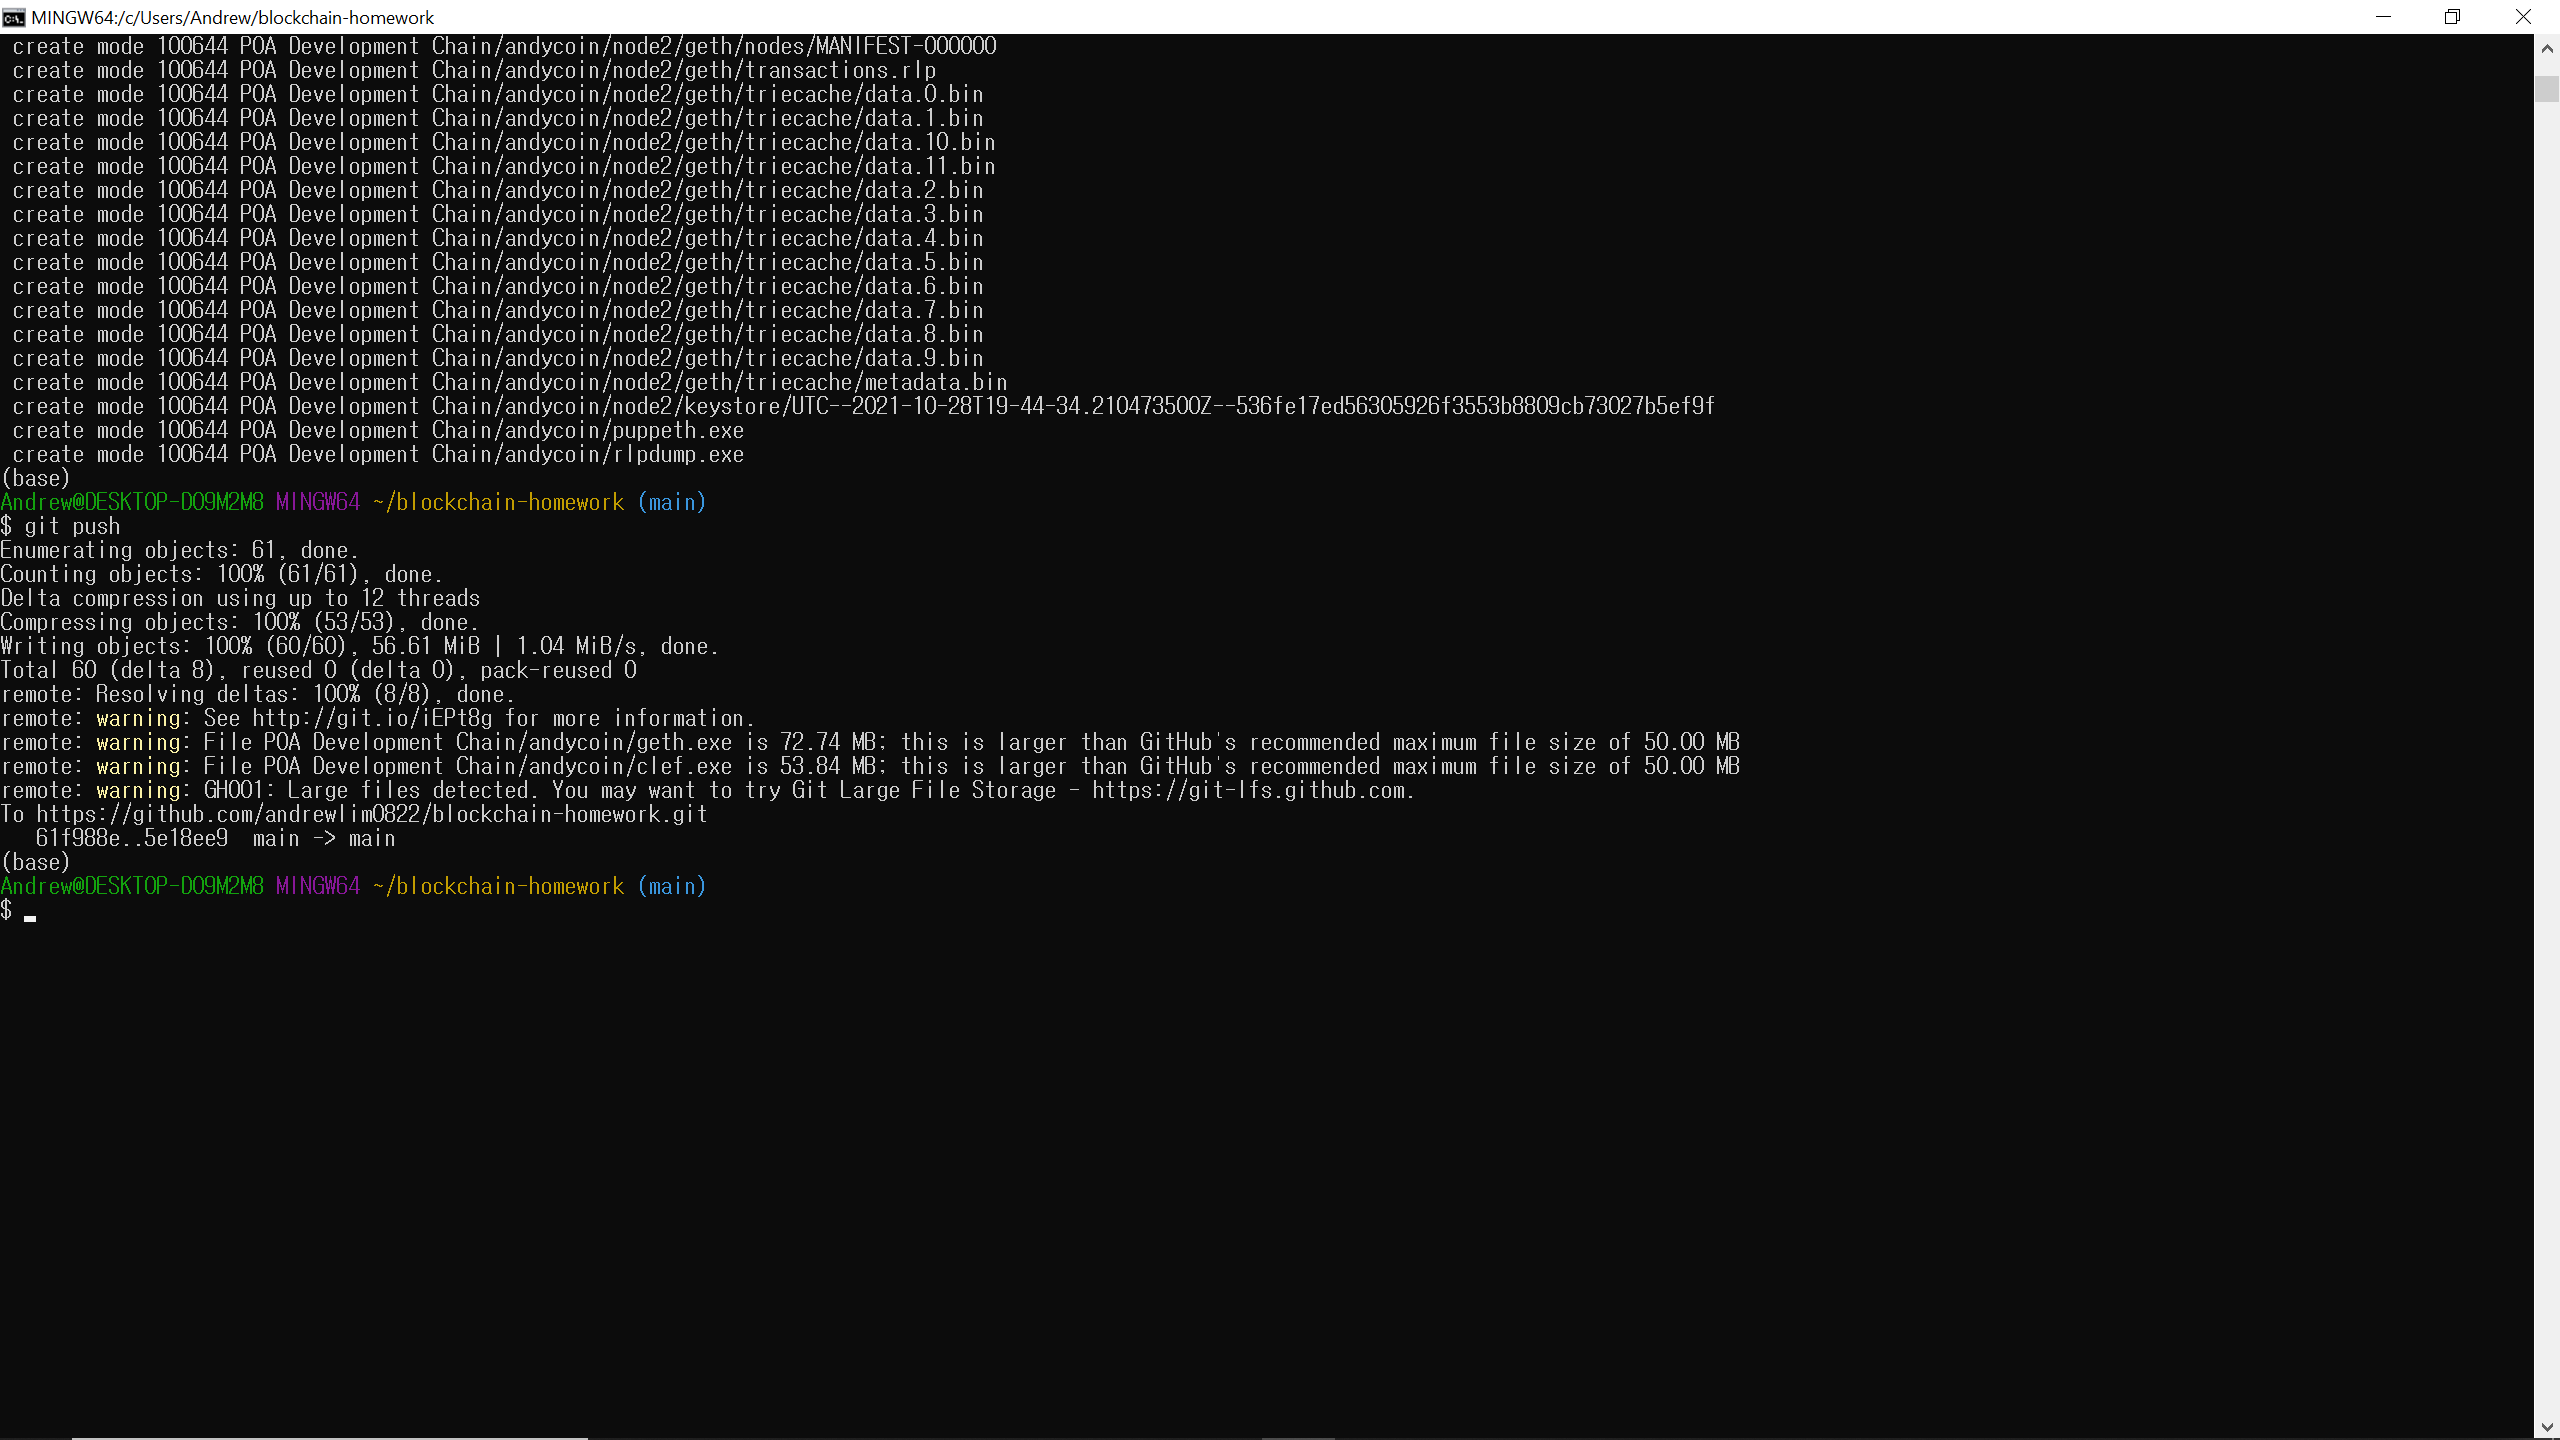 MINGW64:/c/Users/Andrew/blockchain-homework
create mode 100644 POA Development Chain/andycoin/node2/geth/nodes/MANIFEST-000000
create mode 100644 POA Development Chain/andycoin/node2/geth/transactions.rlp
create mode 100644 POA Development Chain/andycoin/node2/geth/triecache/data.0.bin
create mode 100644 POA Development Chain/andycoin/node2/geth/triecache/data.1.bin
create mode 100644 POA Development Chain/andycoin/node2/geth/triecache/data.10.bin
create mode 100644 POA Development Chain/andycoin/node2/geth/triecache/data.11.bin
create mode 100644 POA Development Chain/andycoin/node2/geth/triecache/data.2.bin
create mode 100644 POA Development Chain/andycoin/node2/geth/triecache/data.3.bin
create mode 100644 POA Development Chain/andycoin/node2/geth/triecache/data.4.bin
create mode 100644 POA Development Chain/andycoin/node2/geth/triecache/data.5.bin
create mode 100644 POA Development Chain/andycoin/node2/geth/triecache/data.6.bin
create mode 100644 POA Development Chain/andycoin/node2/geth/triecache/data.7.bin
create mode 100644 POA Development Chain/andycoin/node2/geth/triecache/data.8.bin
create mode 100644 POA Development Chain/andycoin/node2/geth/triecache/data.9.bin
create mode 100644 POA Development Chain/andycoin/node2/geth/triecache/metadata.bin
create mode 100644 POA Development Chain/andycoin/node2/keystore/UTC--2021-10-28T19-44-34.210473500Z--536fe17ed56305926f3553b8809cb73027b5ef9f
create mode 100644 POA Development Chain/andycoin/puppeth.exe
create mode 100644 POA Development Chain/andycoin/rlpdump.exe
(base)
Andrew@DESKTOP-DO9M2M8 MINGW64 ~/blockchain-homework (main)
$ git push
Enumerating objects: 61, done.
Counting objects: 100% (61/61), done.
Delta compression using up to 12 threads
Compressing objects: 100% (53/53), done.
Writing objects: 100% (60/60), 56.61 MiB | 1.04 MiB/s, done.
Total 60 (delta 8), reused 0 (delta 0), pack-reused 0
remote: Resolving deltas: 100% (8/8), done.
remote: warning: See http://git.io/iEPt8g for more information.
remote: warning: File POA Development Chain/andycoin/geth.exe is 72.74 MB; this is larger than GitHub's recommended maximum file size of 50.00 MB
remote: warning: File POA Development Chain/andycoin/clef.exe is 53.84 MB; this is larger than GitHub's recommended maximum file size of 50.00 MB
remote: warning: GH001: Large files detected. You may want to try Git Large File Storage - https://git-lfs.github.com.
To https://github.com/andrewlim0822/blockchain-homework.git
61f988e..5e18ee9  main -> main
(base)
Andrew@DESKTOP-DO9M2M8 MINGW64 ~/blockchain-homework (main)
$